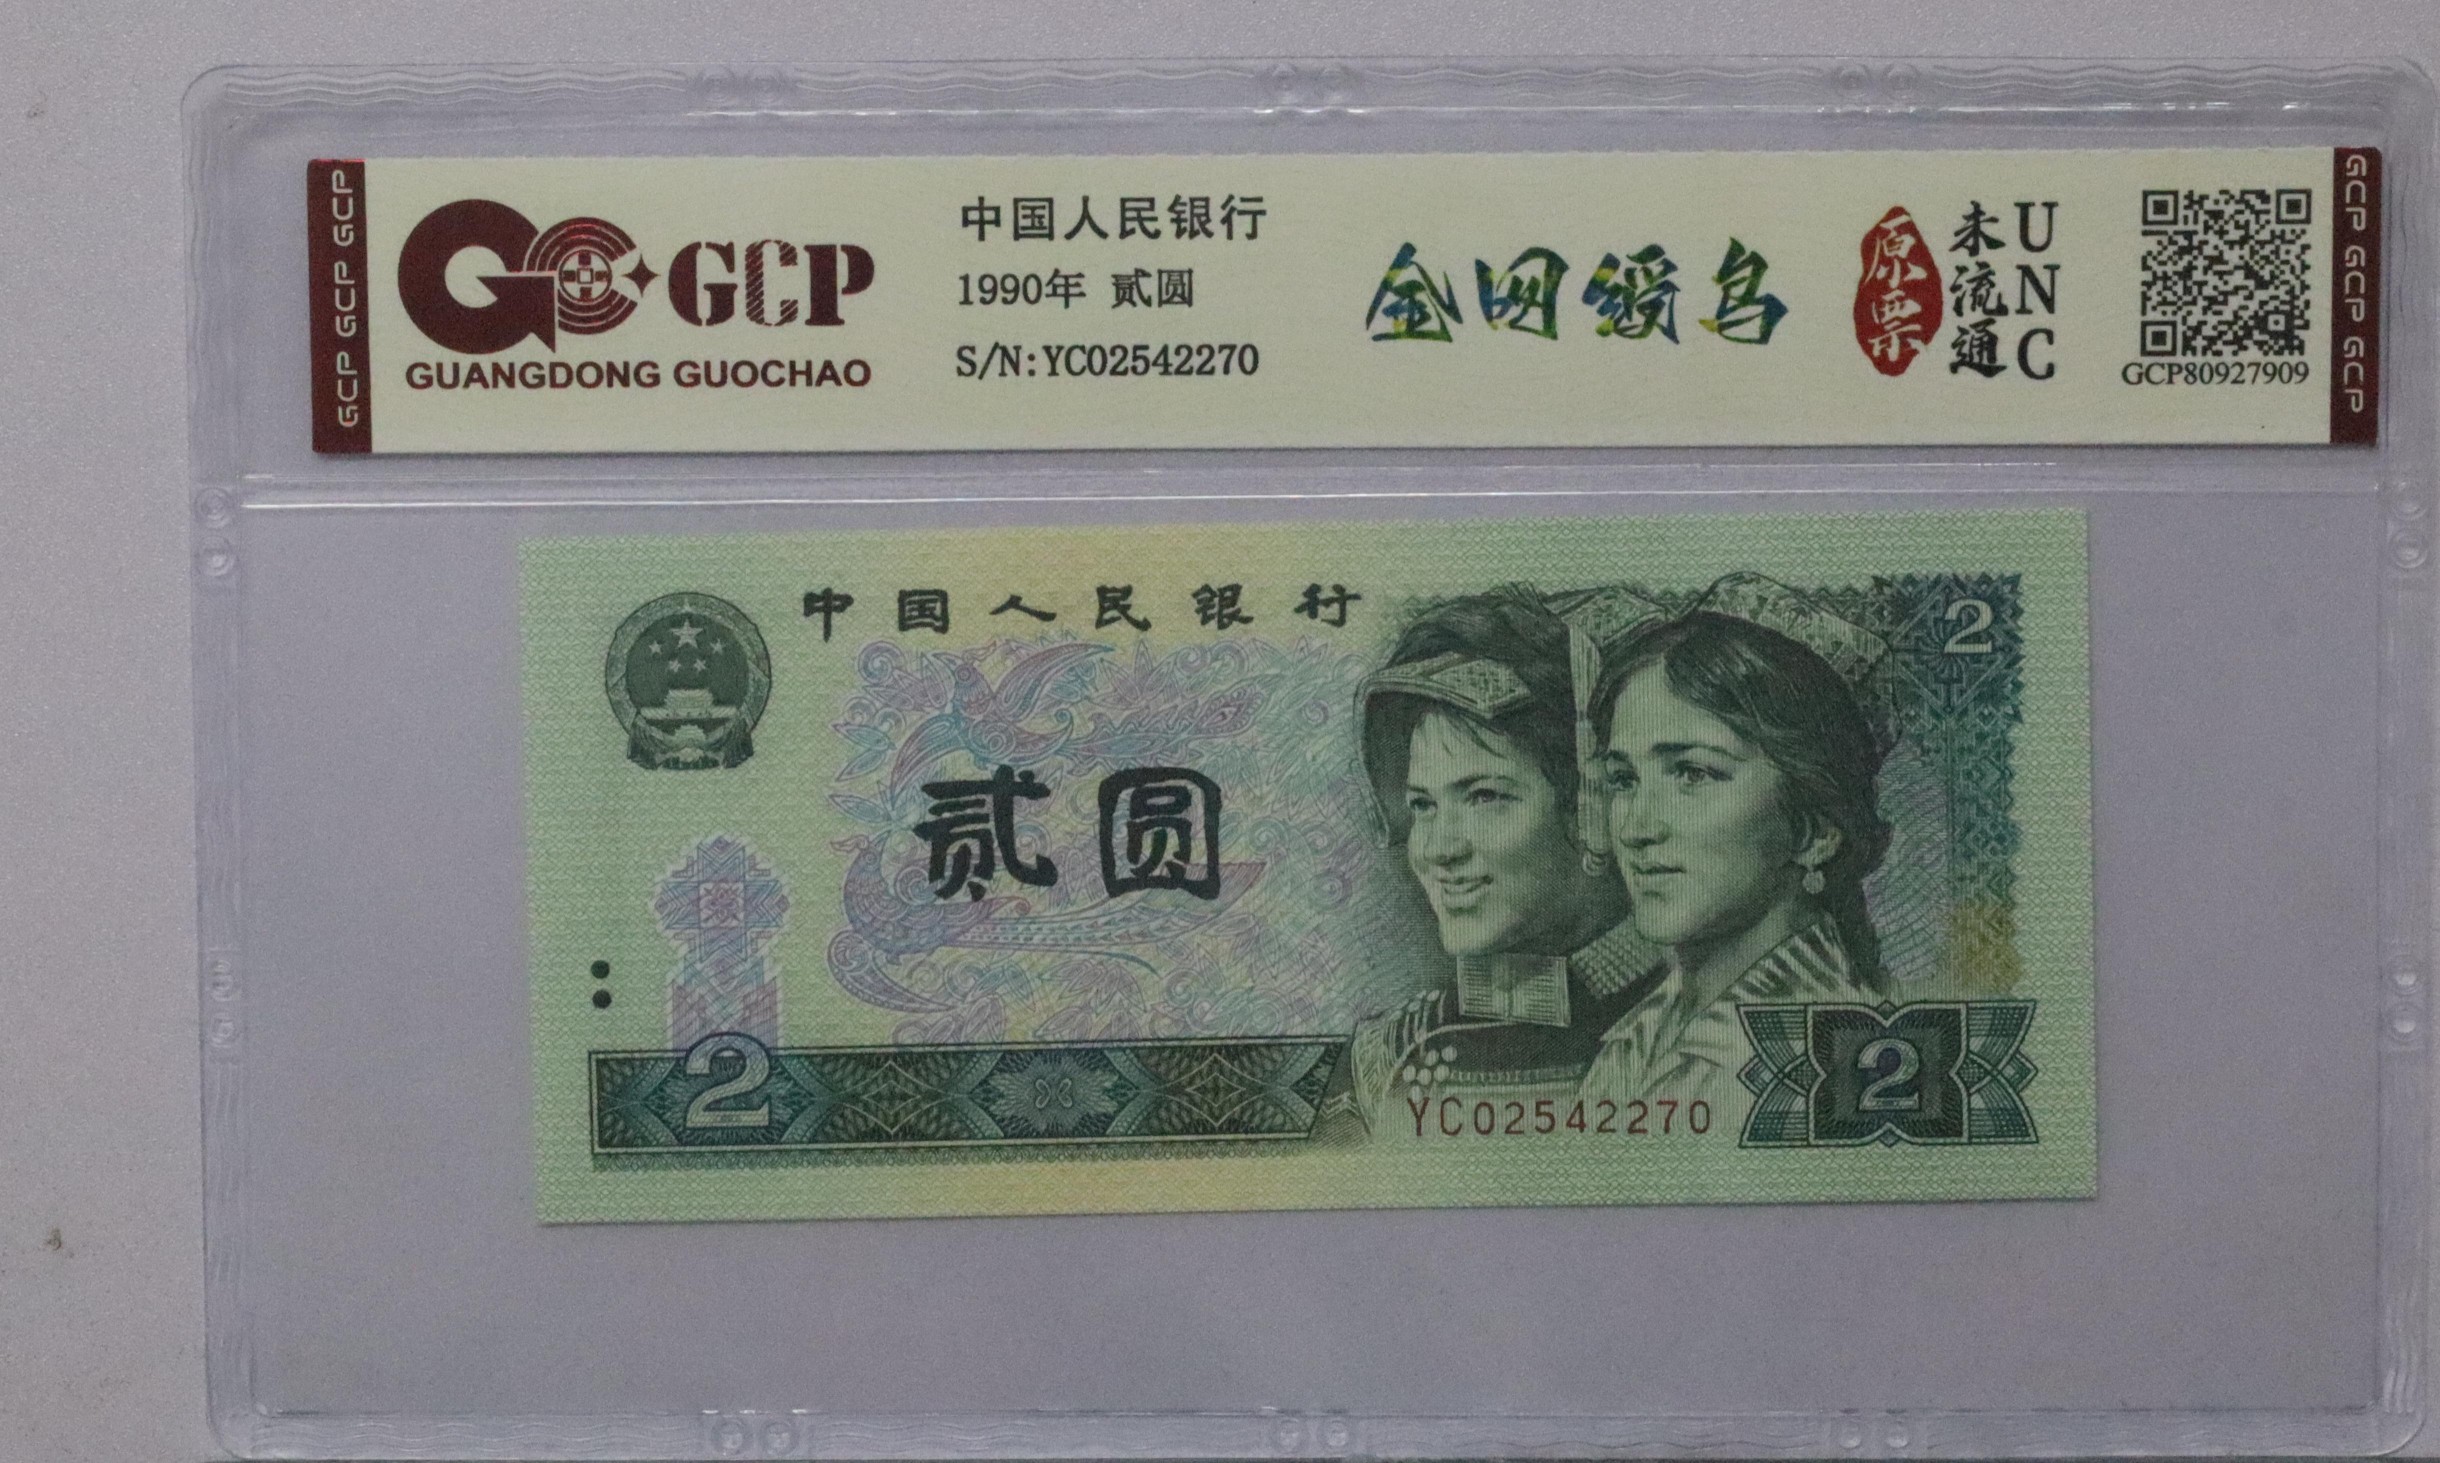 GCP GCP GCP
GCP
GUANGDONG GUOCHAO
中国人民银行
1990年 贰圆
S/N:YC02542270
金网绶鸟
原票
未流通
UNC
GCP80927909
GCP GCP GCP
中国人民银行
2
贰圆
2
YC02542270
2